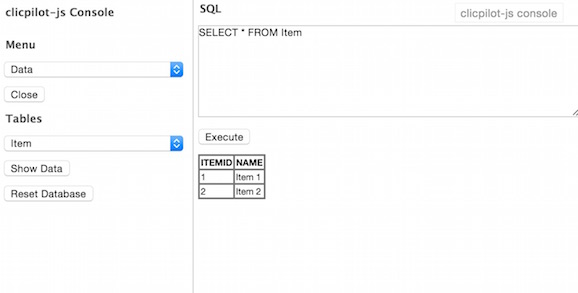 clicpilot-js Console
Menu
Data
Close
Tables
Item
Show Data
Reset Database
SQL
clicpilot-js console
SELECT * FROM Item
Execute
ITEMID NAME
1 Item 1
2 Item 2